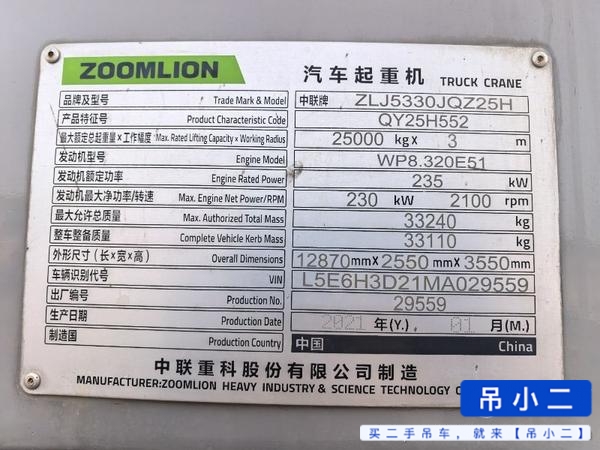 ZOOMLION
汽车起重机 TRUCK CRANE
品牌及型号 Trade Mark & Model 中联牌 ZLJ5330JQZ25H
产品特征号 Product Characteristic Code QY25H552
最大额定总起重量×工作幅度 Max. Rated Lifting Capacity × Working Radius 25000 kg× 3 m
发动机型号 Engine Model WP8.320E51
发动机额定功率 Engine Rated Power 235 kW
发动机最大净功率/转速 Max. Engine Net Power/RPM 230 kW 2100 rpm
最大允许总质量 Max. Authorized Total Mass 33240 kg
整车整备质量 Complete Vehicle Kerb Mass 33110 kg
外形尺寸（长×宽×高） Overall Dimensions 12870mm×2550mm×3550mm
车辆识别代号 VIN L5E6H3D21MA029559
出厂编号 Production No. 29559
生产日期 Production Date 2021 年(Y.) 01 月(M.)
制造国 Production Country 中国 China
中联重科股份有限公司制造
MANUFACTURER:ZOOMLION HEAVY INDUSTRY & SCIENCE TECHNOLOGY
吊小二
买二手吊车，就来【吊小二】